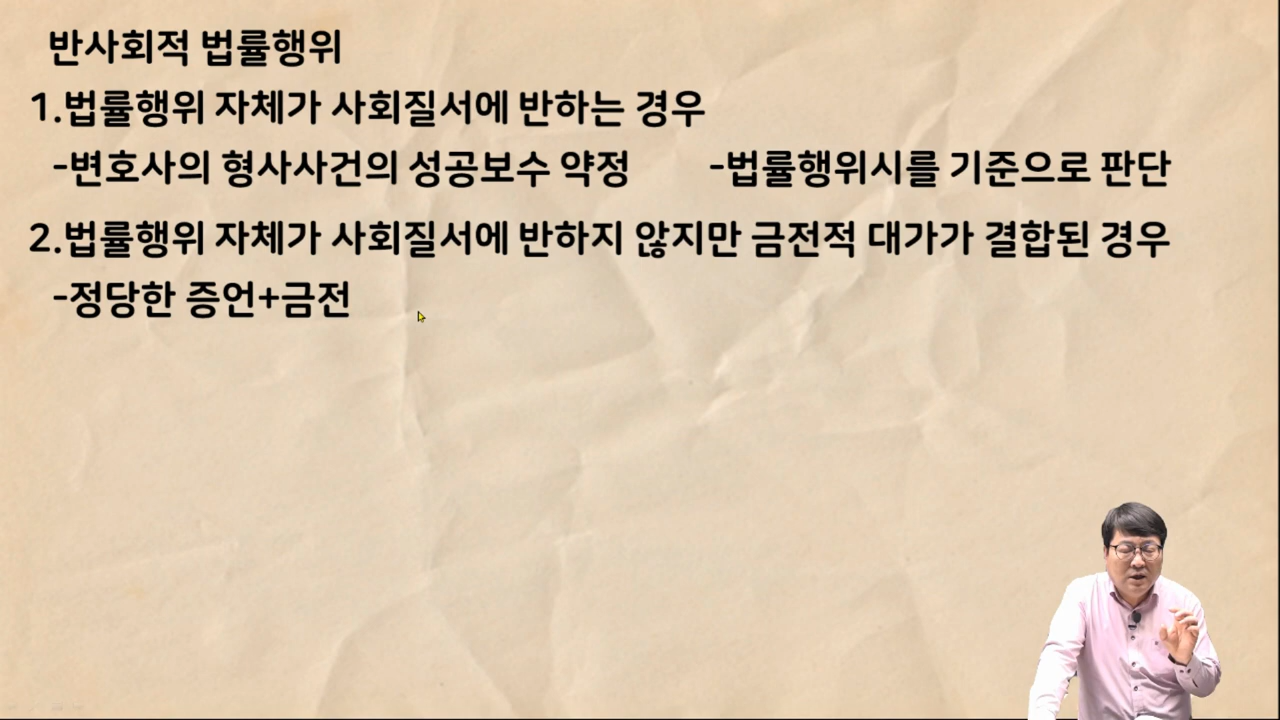 반사회적 법률행위
1.법률행위 자체가 사회질서에 반하는 경우
-변호사의 형사사건의 성공보수 약정 -법률행위시를 기준으로 판단
2.법률행위 자체가 사회질서에 반하지 않지만 금전적 대가가 결합된 경우
-정당한 증언+금전